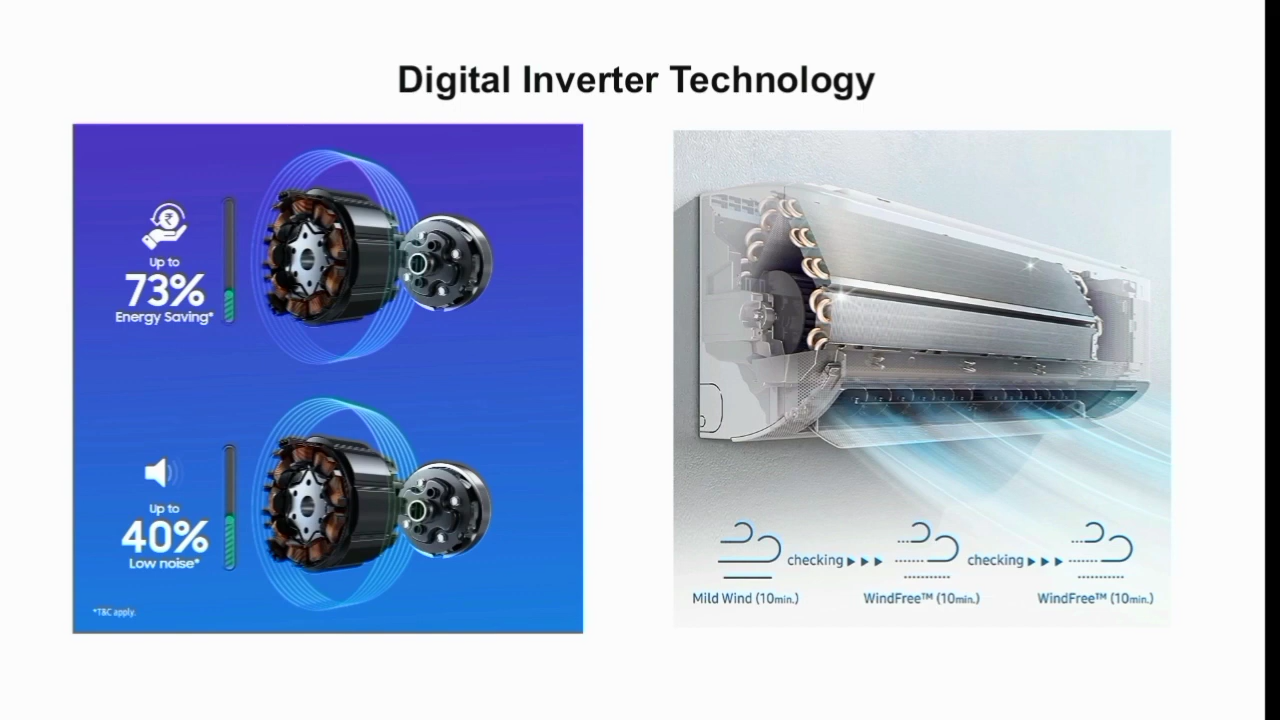 Digital Inverter Technology
₹
Up to
73%
Energy Saving*
Up to
40%
Low noise*
*T&C apply.
checking ▶ ▶ ▶
checking ▶ ▶ ▶
Mild Wind (10min.)
WindFree™ (10min.)
WindFree™ (10min.)